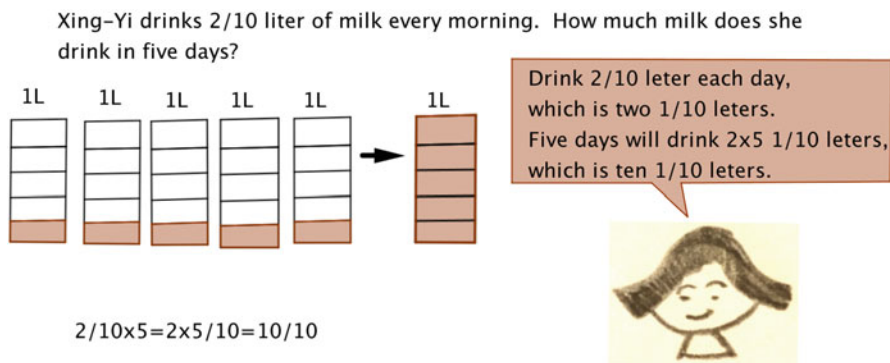 Xing-Yi drinks 2/10 liter of milk every morning. How much milk does she
drink in five days?
1L 1L 1L 1L 1L 1L
Drink 2/10 leter each day,
which is two 1/10 leters.
Five days will drink 2x5 1/10 leters,
which is ten 1/10 leters.
2/10x5=2x5/10=10/10